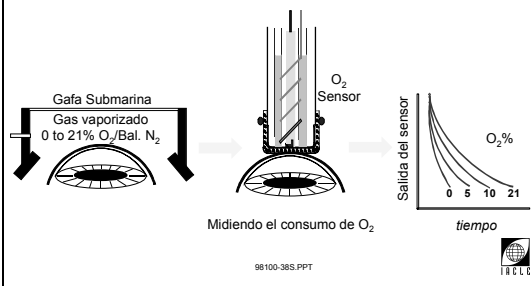 Gafa Submarina
Gas vaporizado
0 to 21% O₂/Bal. N₂
O₂
Sensor
Midiendo el consumo de O₂
98100-38S.PPT
Salida del sensor
O₂%
0 5 10 21
tiempo
IACLE